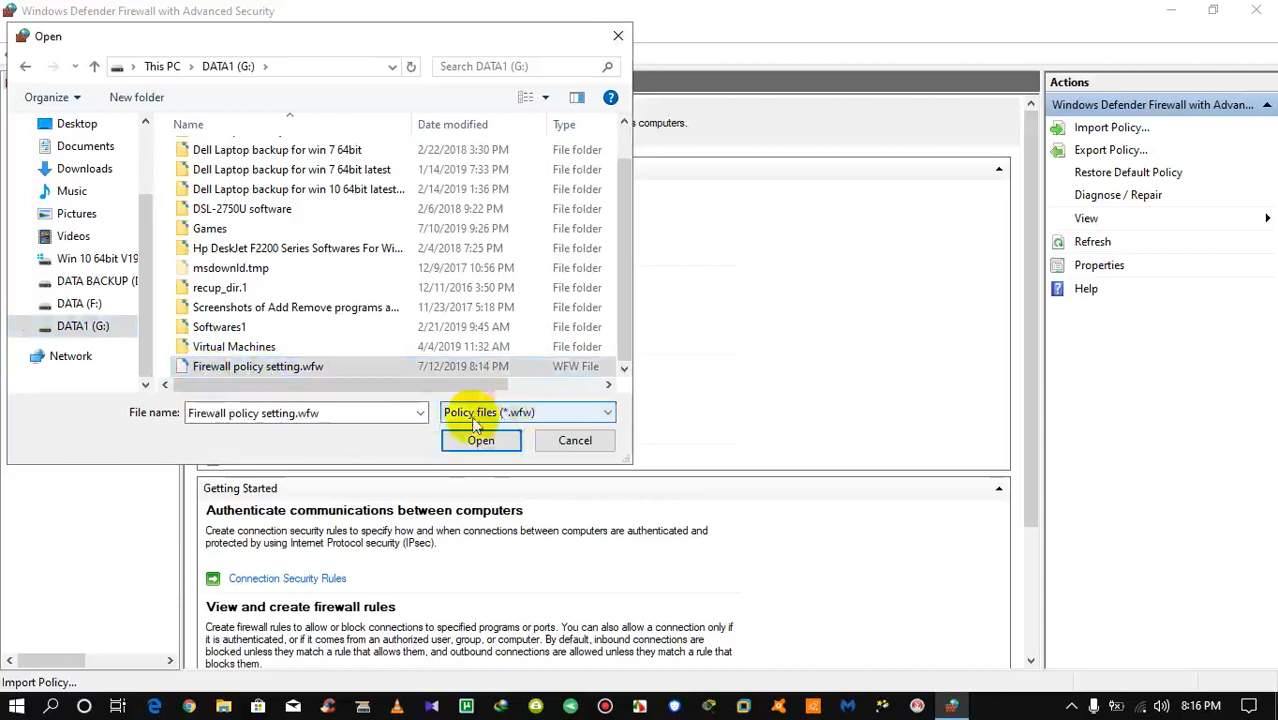 Windows Defender Firewall with Advanced Security
Open
This PC > DATA1 (G:) >
Search DATA1 (G:)
Organize
New folder
Name
Date modified
Type
Desktop
Documents
Downloads
Music
Pictures
Videos
Win 10 64bit V19
DATA BACKUP (
DATA (F:)
DATA1 (G:)
Network
Dell Laptop backup for win 7 64bit 2/22/2018 3:30 PM File folder
Dell Laptop backup for win 7 64bit latest 1/14/2019 7:33 PM File folder
Dell Laptop backup for win 10 64bit latest... 2/14/2019 1:36 PM File folder
DSL-2750U software 2/6/2018 9:22 PM File folder
Games 7/10/2019 9:26 PM File folder
Hp DeskJet F2200 Series Softwares For Wi... 2/4/2018 7:25 PM File folder
msdownld.tmp 12/9/2017 10:56 PM File folder
recup_dir.1 12/11/2016 3:50 PM File folder
Screenshots of Add Remove programs a... 11/23/2017 5:18 PM File folder
Softwares1 2/21/2019 9:45 AM File folder
Virtual Machines 4/4/2019 11:32 AM File folder
Firewall policy setting.wfw 7/12/2019 8:14 PM WFW File
File name: Firewall policy setting.wfw
Policy files (*.wfw)
Open
Cancel
s computers.
Getting Started
Authenticate communications between computers
Create connection security rules to specify how and when connections between computers are authenticated and
protected by using Internet Protocol security (IPsec).
Connection Security Rules
View and create firewall rules
Create firewall rules to allow or block connections to specified programs or ports. You can also allow a connection only if
it is authenticated, or if it comes from an authorized user, group, or computer. By default, inbound connections are
blocked unless they match a rule that allows them, and outbound connections are allowed unless they match a rule that
blocks them.
Actions
Windows Defender Firewall with Advan...
Import Policy...
Export Policy...
Restore Default Policy
Diagnose / Repair
View
Refresh
Properties
Help
Import Policy...
8:16 PM